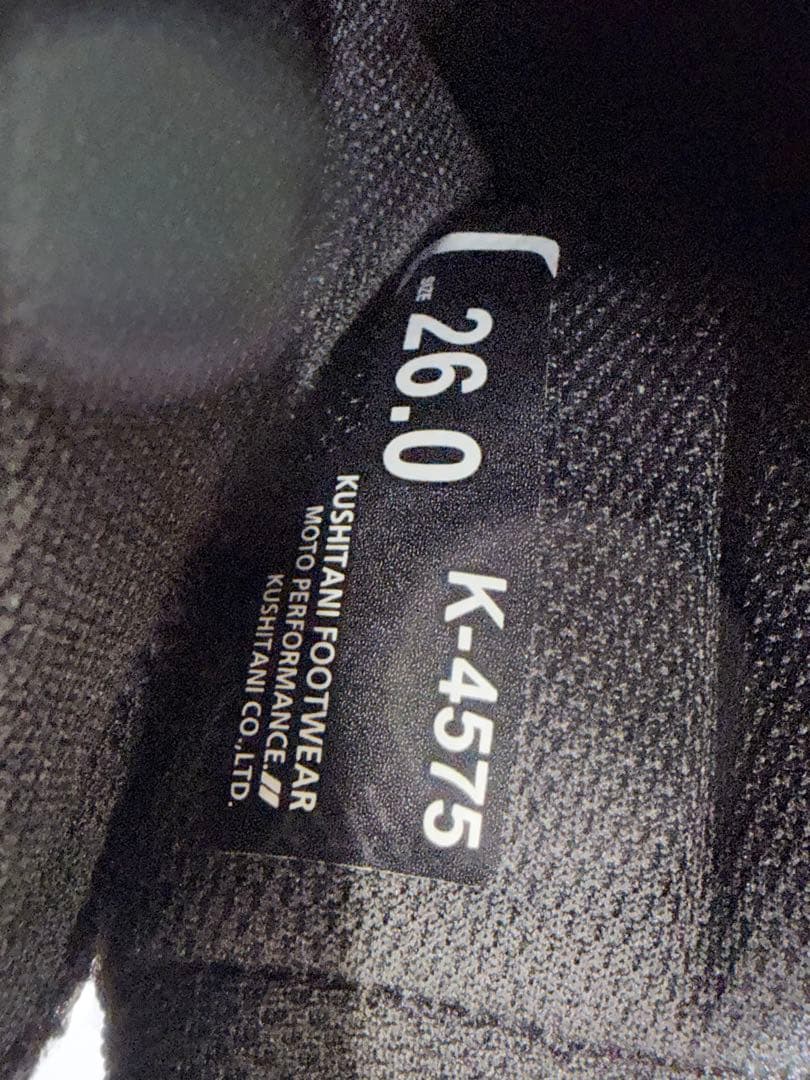 SIZE 26.0 K-4575
KUSHITANI FOOTWEAR
MOTO PERFORMANCE.
KUSHITANI CO.,LTD.